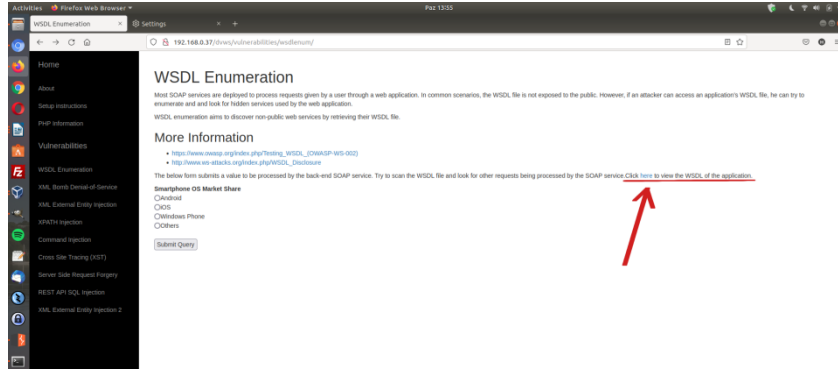 Activities Firefox Web Browser Paz 13:33
WSDL Enumeration × Settings × +
192.168.0.37/dvws/vulnerabilities/wsdlenum/
Home
About
Setup Instructions
PHP Information
Vulnerabilities
WSDL Enumeration
XML Bomb Denial-of-Service
XML External Entity Injection
XPATH Injection
Command Injection
Cross Site Tracing (XST)
Server Side Request Forgery
REST API SQL Injection
XML External Entity Injection 2
WSDL Enumeration
Most SOAP services are deployed to process requests given by a user through a web application. In common scenarios, the WSDL file is not exposed to the public. However, if an attacker can access an application's WSDL file, he can try to
enumerate and and look for hidden services used by the web application.
WSDL enumeration aims to discover non-public web services by retrieving their WSDL file.
More Information
• https://www.owasp.org/index.php/Testing_WSDL_(OWASP-WS-002)
• http://www.ws-attacks.org/index.php/WSDL_Disclosure
The below form submits a value to be processed by the back-end SOAP service. Try to scan the WSDL file and look for other requests being processed by the SOAP service.Click here to view the WSDL of the application.
Smartphone OS Market Share
Android
iOS
Windows Phone
Others
Submit Query